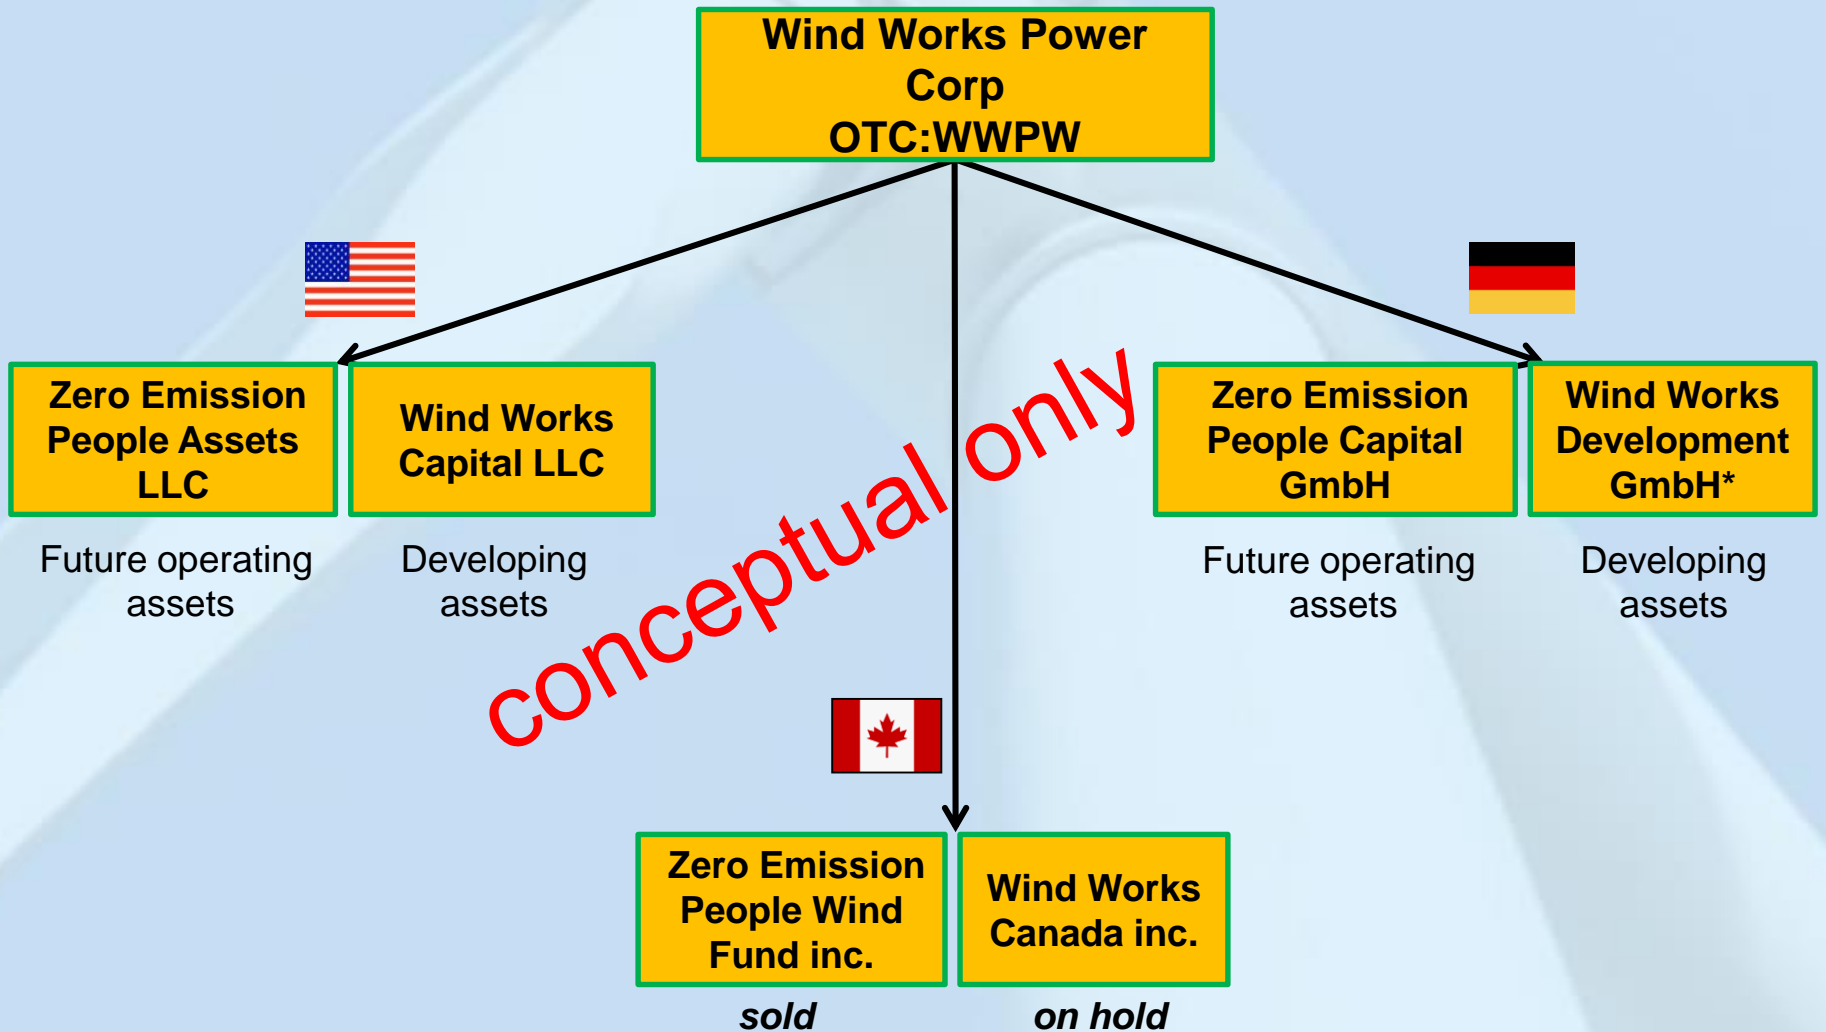 Wind Works Power
Corp
OTC:WWPW
Zero Emission
People Assets
LLC
Wind Works
Capital LLC
Zero Emission
People Capital
GmbH
Wind Works
Development
GmbH*
Future operating
assets
Developing
assets
Future operating
assets
Developing
assets
conceptual only
Zero Emission
People Wind
Fund inc.
Wind Works
Canada inc.
sold
on hold